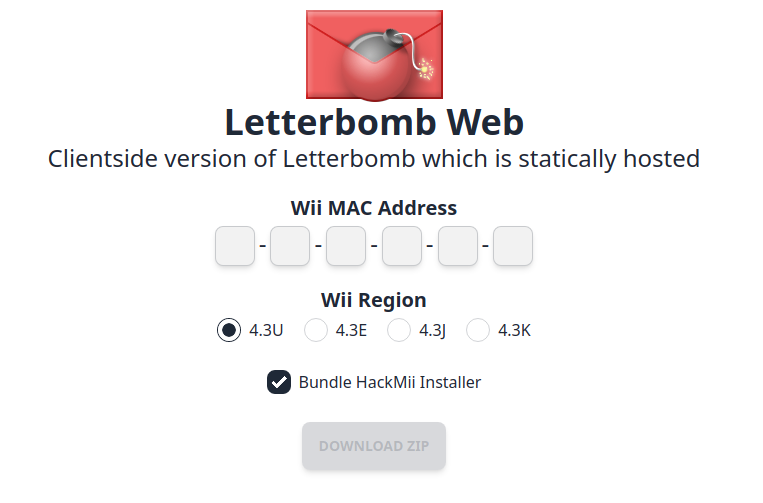 Letterbomb Web
Clientside version of Letterbomb which is statically hosted
Wii MAC Address
- - - - -
Wii Region
4.3U 4.3E 4.3J 4.3K
Bundle HackMii Installer
DOWNLOAD ZIP